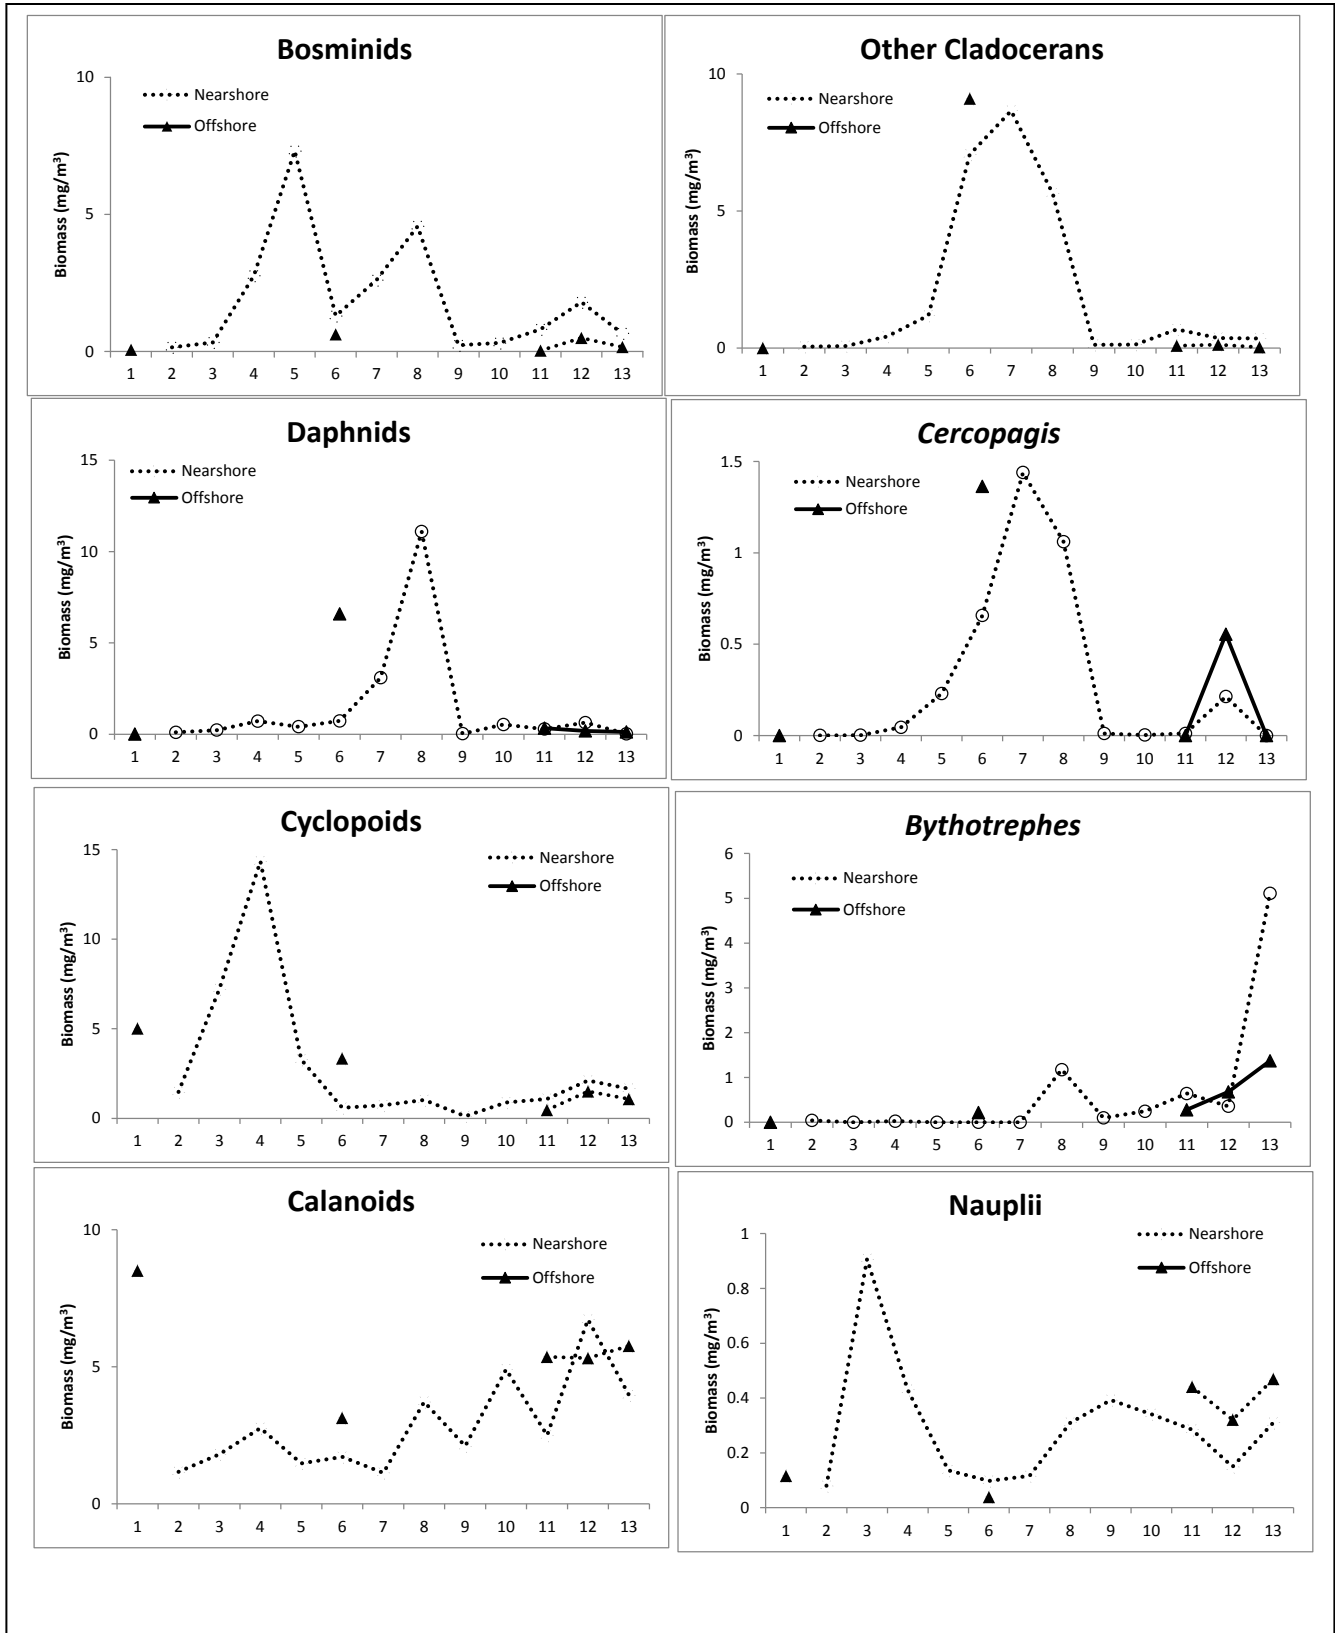 Bosminids
10
5
0
Biomass (mg/m³)
Nearshore
Offshore
1 2 3 4 5 6 7 8 9 10 11 12 13
Other Cladocerans
10
5
0
Biomass (mg/m³)
Nearshore
Offshore
1 2 3 4 5 6 7 8 9 10 11 12 13
Daphnids
15
10
5
0
Biomass (mg/m³)
Nearshore
Offshore
1 2 3 4 5 6 7 8 9 10 11 12 13
Cercopagis
1.5
1
0.5
0
Biomass (mg/m³)
Nearshore
Offshore
1 2 3 4 5 6 7 8 9 10 11 12 13
Cyclopoids
15
10
5
0
Biomass (mg/m³)
Nearshore
Offshore
1 2 3 4 5 6 7 8 9 10 11 12 13
Bythotrephes
6
5
4
3
2
1
0
Biomass (mg/m³)
Nearshore
Offshore
1 2 3 4 5 6 7 8 9 10 11 12 13
Calanoids
10
5
0
Biomass (mg/m³)
Nearshore
Offshore
1 2 3 4 5 6 7 8 9 10 11 12 13
Nauplii
1
0.8
0.6
0.4
0.2
0
Biomass (mg/m³)
Nearshore
Offshore
1 2 3 4 5 6 7 8 9 10 11 12 13